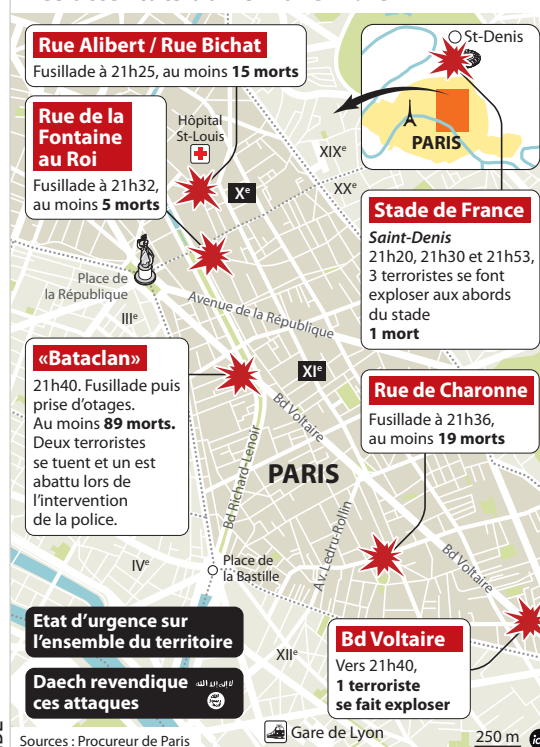 Rue Alibert / Rue Bichat
Fusillade à 21h25, au moins 15 morts
Rue de la
Fontaine
au Roi
Fusillade à 21h32,
au moins 5 morts
Hôpital
St-Louis
St-Denis
PARIS
XIXe
XXe
Xe
Stade de France
Saint-Denis
21h20, 21h30 et 21h53,
3 terroristes se font
exploser aux abords
du stade
1 mort
Place de
la République
Avenue de la République
IIIe
«Bataclan»
21h40. Fusillade puis
prise d'otages.
Au moins 89 morts.
Deux terroristes
se tuent et un est
abattu lors de
l'intervention
de la police.
XIe
Bd Voltaire
Rue de Charonne
Fusillade à 21h36,
au moins 19 morts
Bd Richard-Lenoir
PARIS
Av. Ledru-Rollin
Bd Voltaire
IVe
Place de
la Bastille
Etat d'urgence sur
l'ensemble du territoire
XIIe
Bd Voltaire
Vers 21h40,
1 terroriste
se fait exploser
Daech revendique
ces attaques
Sources : Procureur de Paris
Gare de Lyon
250 m